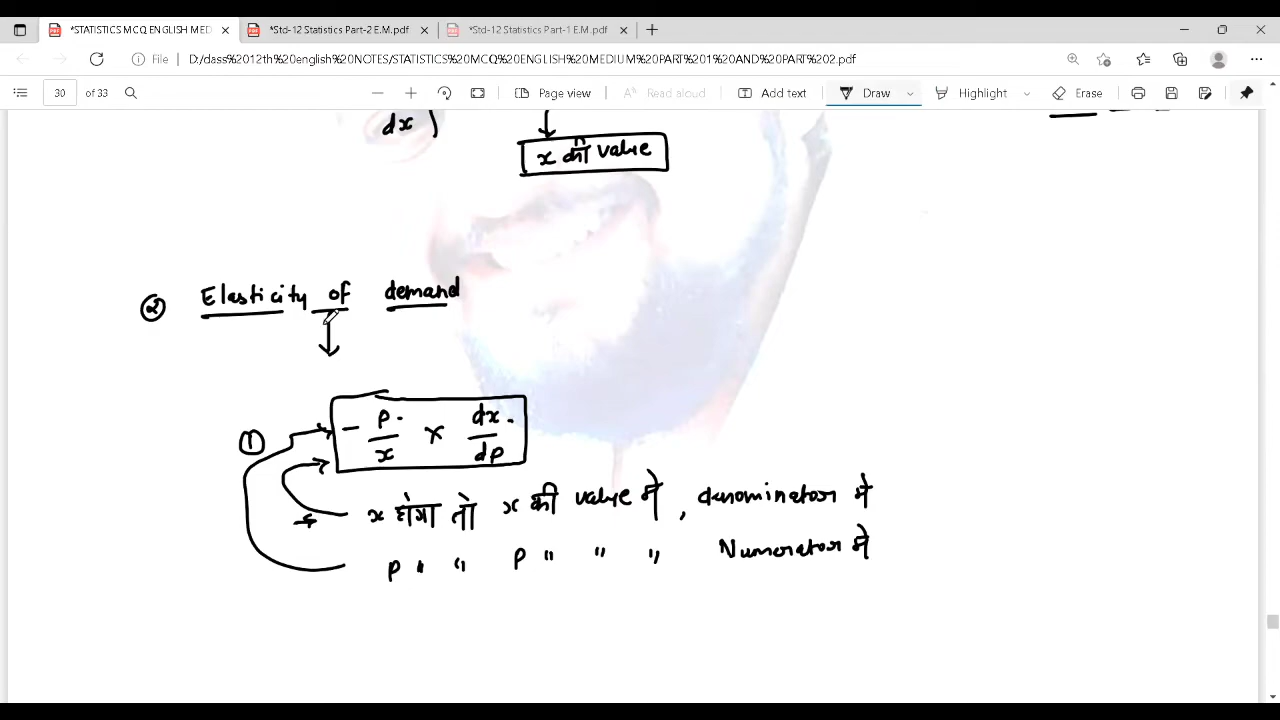 *STATISTICS MCQ ENGLISH MED
*Std-12 Statistics Part-2 E.M.pdf
*Std-12 Statistics Part-1 E.M.pdf
File D:/dass%2012th%20english%20NOTES/STATISTICS%20MCQ%20ENGLISH%20MEDIUM%20PART%201%20AND%20PART%202.pdf
30 of 33 Page view Read aloud Add text Draw Highlight Erase
dx )
x की value
② Elasticity of demand
① - p/x × dx/dp
x होगा तो x की value में, denominator में
p " " p " " " Numerator में